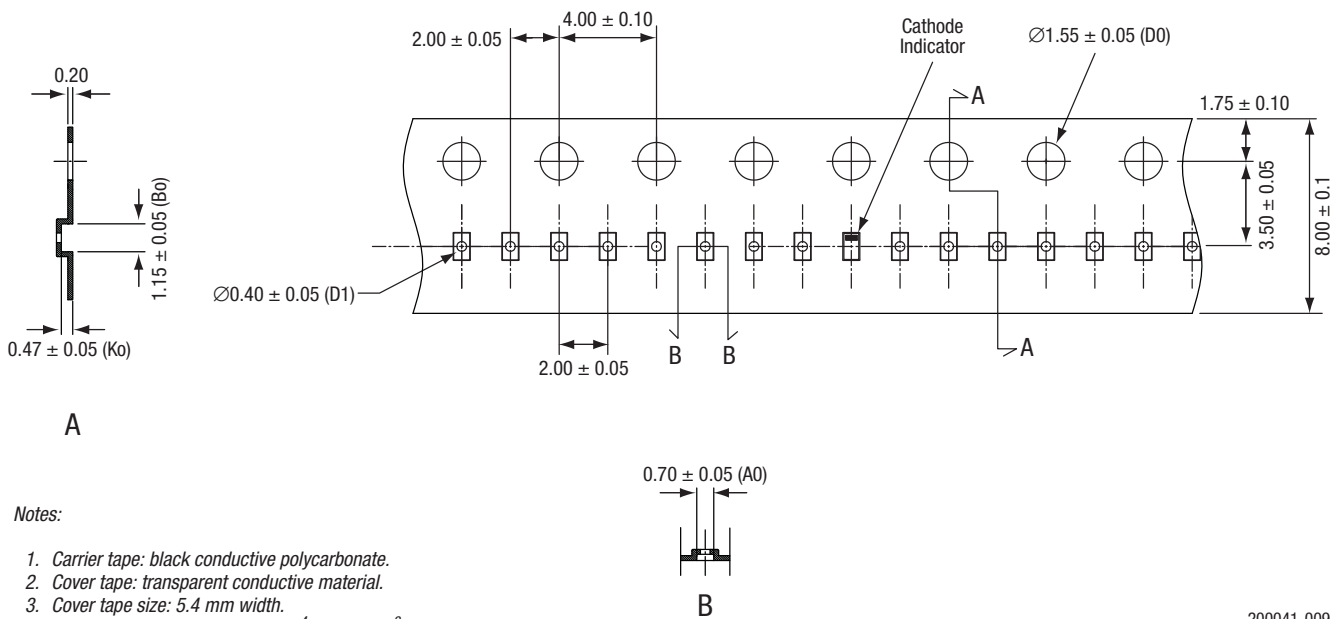 4.00 ± 0.10
2.00 ± 0.05
Cathode
Indicator
∅1.55 ± 0.05 (D0)
0.20
A
1.75 ± 0.10
1.15 ± 0.05 (Bo)
3.50 ± 0.05
8.00 ± 0.1
∅0.40 ± 0.05 (D1)
0.47 ± 0.05 (Ko)
B B
A
2.00 ± 0.05
A
0.70 ± 0.05 (A0)
Notes:
1. Carrier tape: black conductive polycarbonate.
2. Cover tape: transparent conductive material.
3. Cover tape size: 5.4 mm width.
B